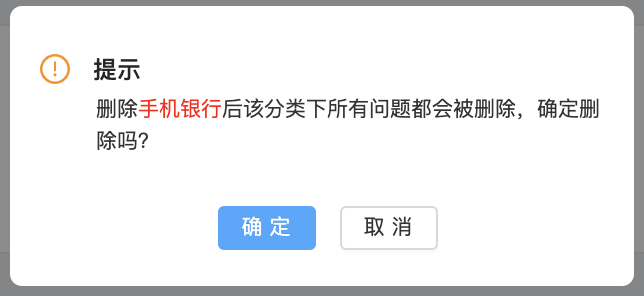 提示
删除手机银行后该分类下所有问题都会被删除，确定删
除吗？
确 定
取 消